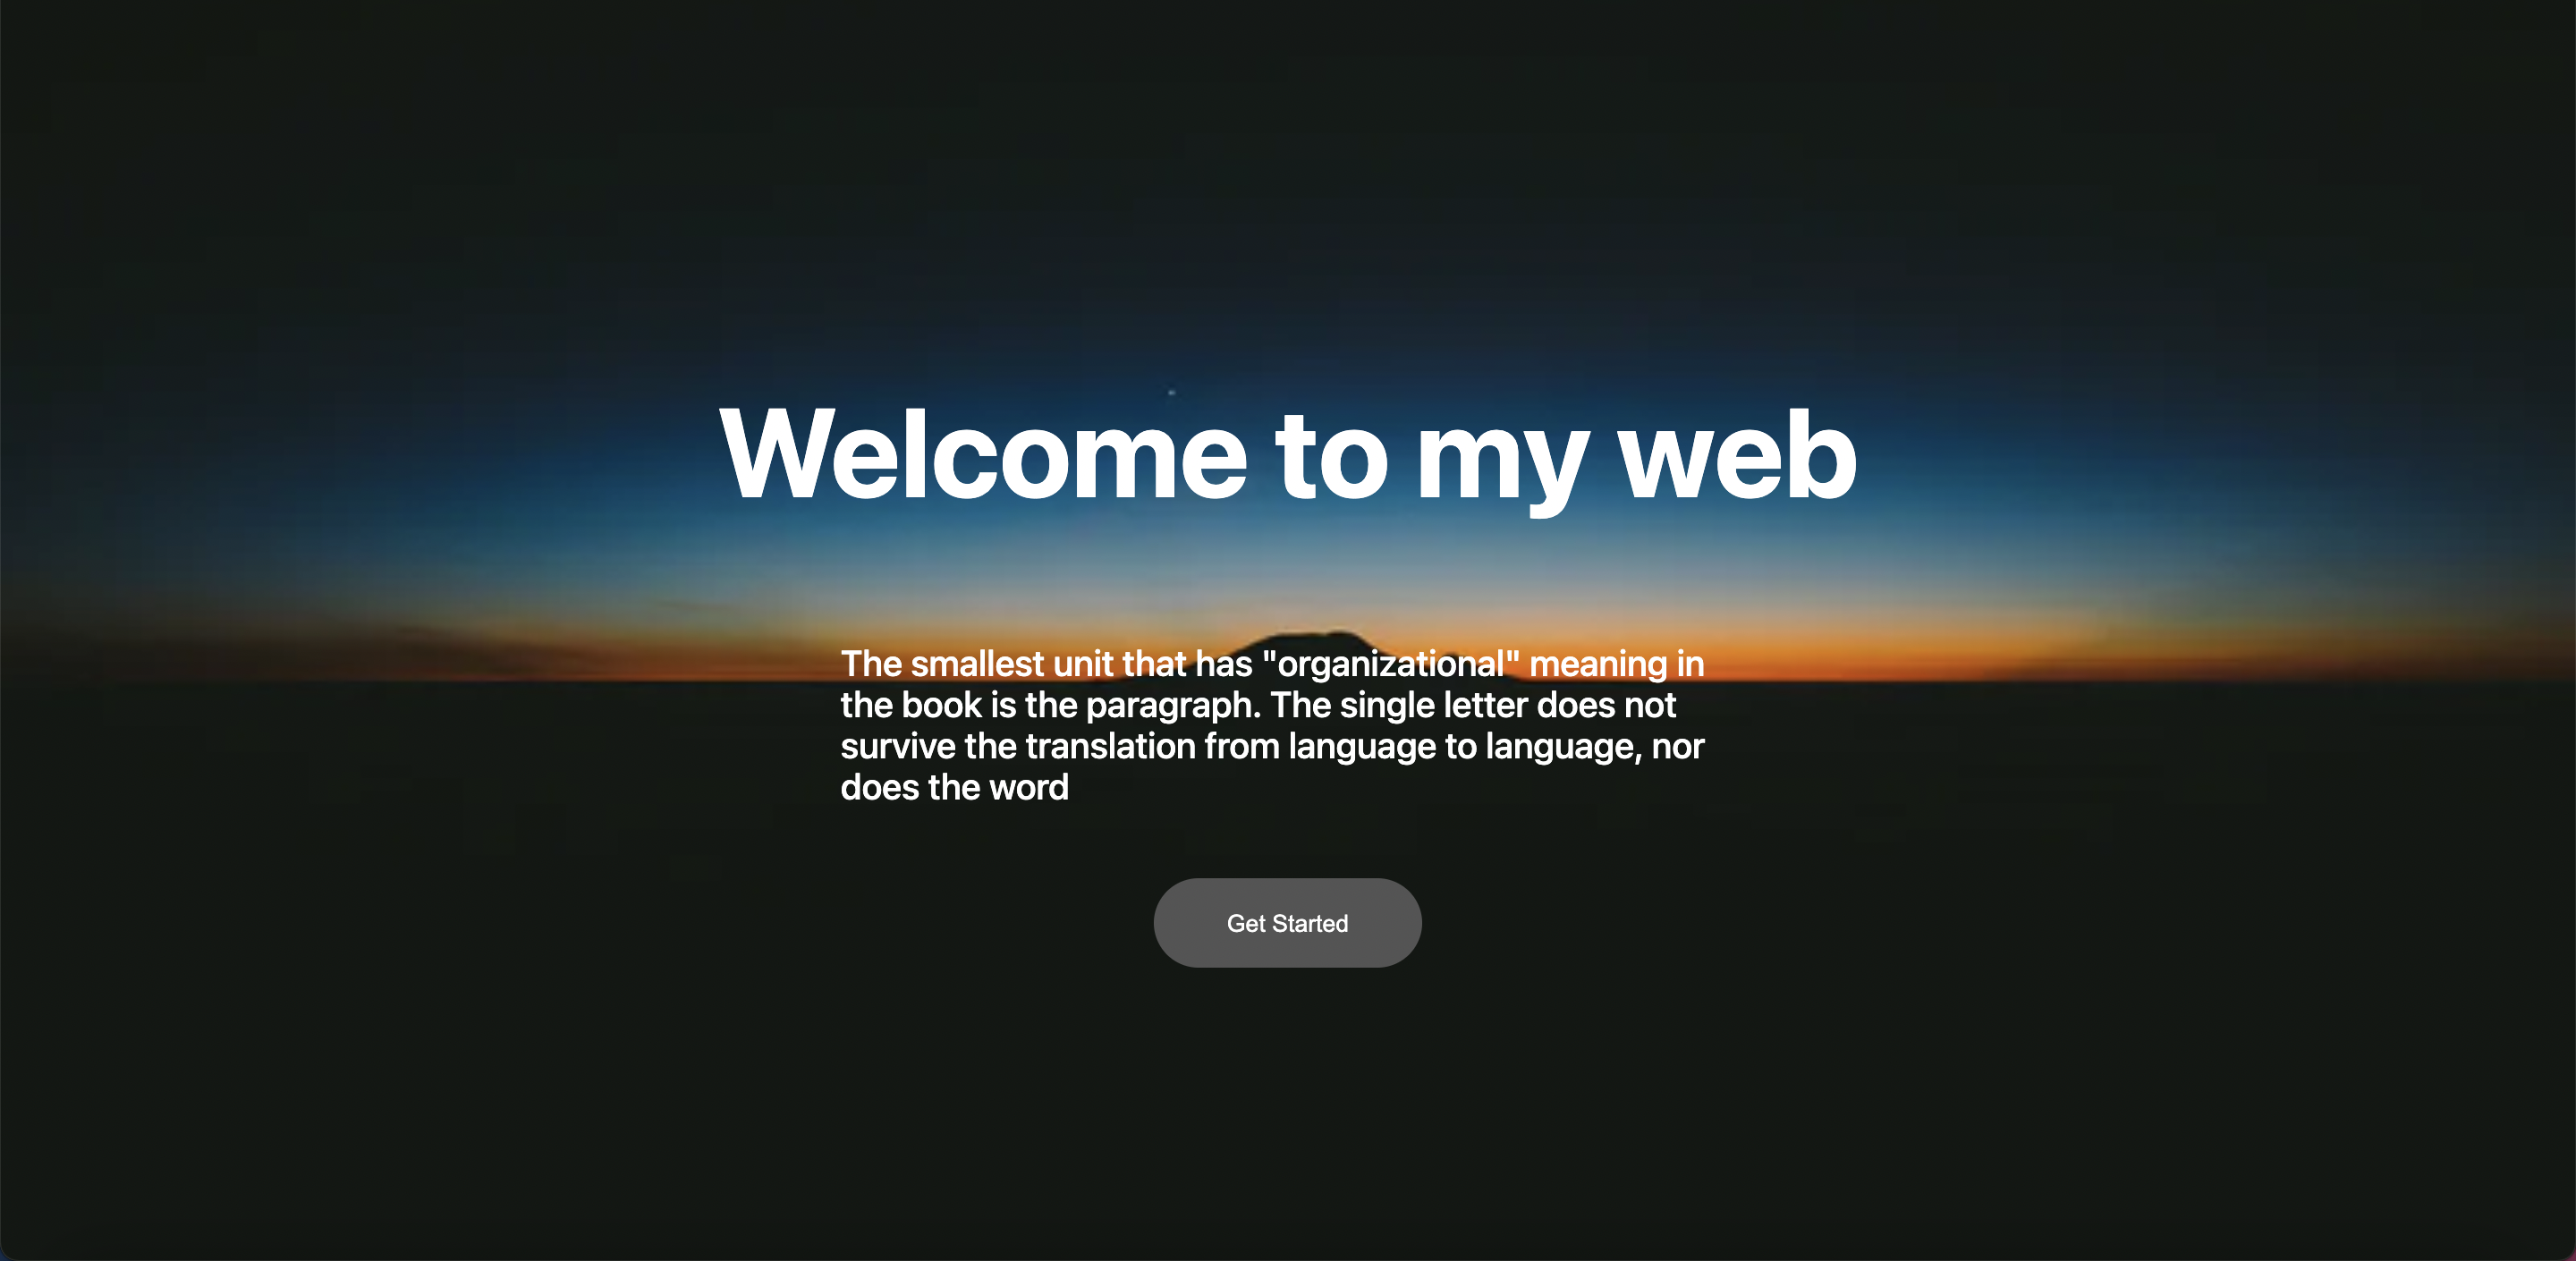 Welcome to my web
The smallest unit that has "organizational" meaning in
the book is the paragraph. The single letter does not
survive the translation from language to language, nor
does the word
Get Started